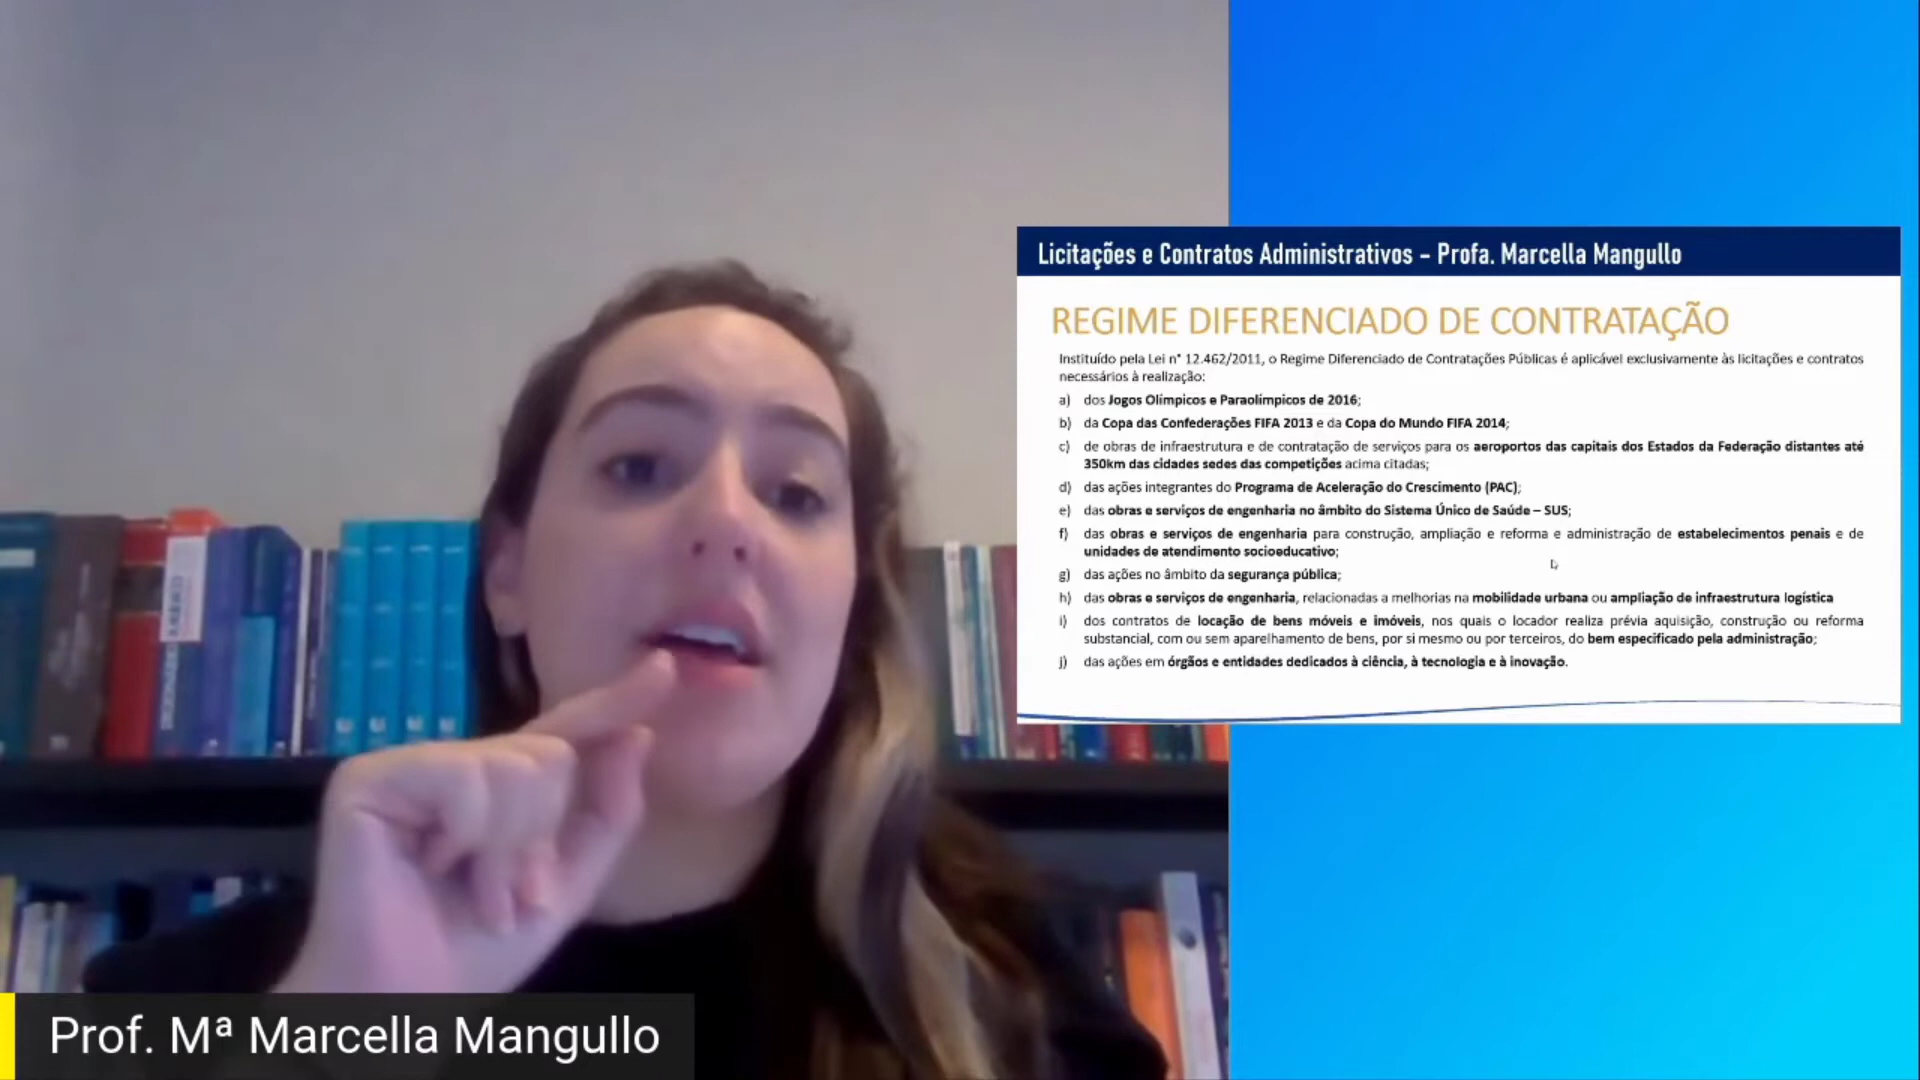 Licitações e Contratos Administrativos – Profa. Marcella Mangullo
REGIME DIFERENCIADO DE CONTRATAÇÃO
Instituído pela Lei n° 12.462/2011, o Regime Diferenciado de Contratações Públicas é aplicável exclusivamente às licitações e contratos
necessários à realização:
a) dos Jogos Olímpicos e Paraolímpicos de 2016;
b) da Copa das Confederações FIFA 2013 e da Copa do Mundo FIFA 2014;
c) de obras de infraestrutura e de contratação de serviços para os aeroportos das capitais dos Estados da Federação distantes até
350km das cidades sedes das competições acima citadas;
d) das ações integrantes do Programa de Aceleração do Crescimento (PAC);
e) das obras e serviços de engenharia no âmbito do Sistema Único de Saúde – SUS;
f) das obras e serviços de engenharia para construção, ampliação e reforma e administração de estabelecimentos penais e de
unidades de atendimento socioeducativo;
g) das ações no âmbito da segurança pública;
h) das obras e serviços de engenharia, relacionadas a melhorias na mobilidade urbana ou ampliação de infraestrutura logística
i) dos contratos de locação de bens móveis e imóveis, nos quais o locador realiza prévia aquisição, construção ou reforma
substancial, com ou sem aparelhamento de bens, por si mesmo ou por terceiros, do bem especificado pela administração;
j) das ações em órgãos e entidades dedicados à ciência, à tecnologia e à inovação.
Prof. Mª Marcella Mangullo